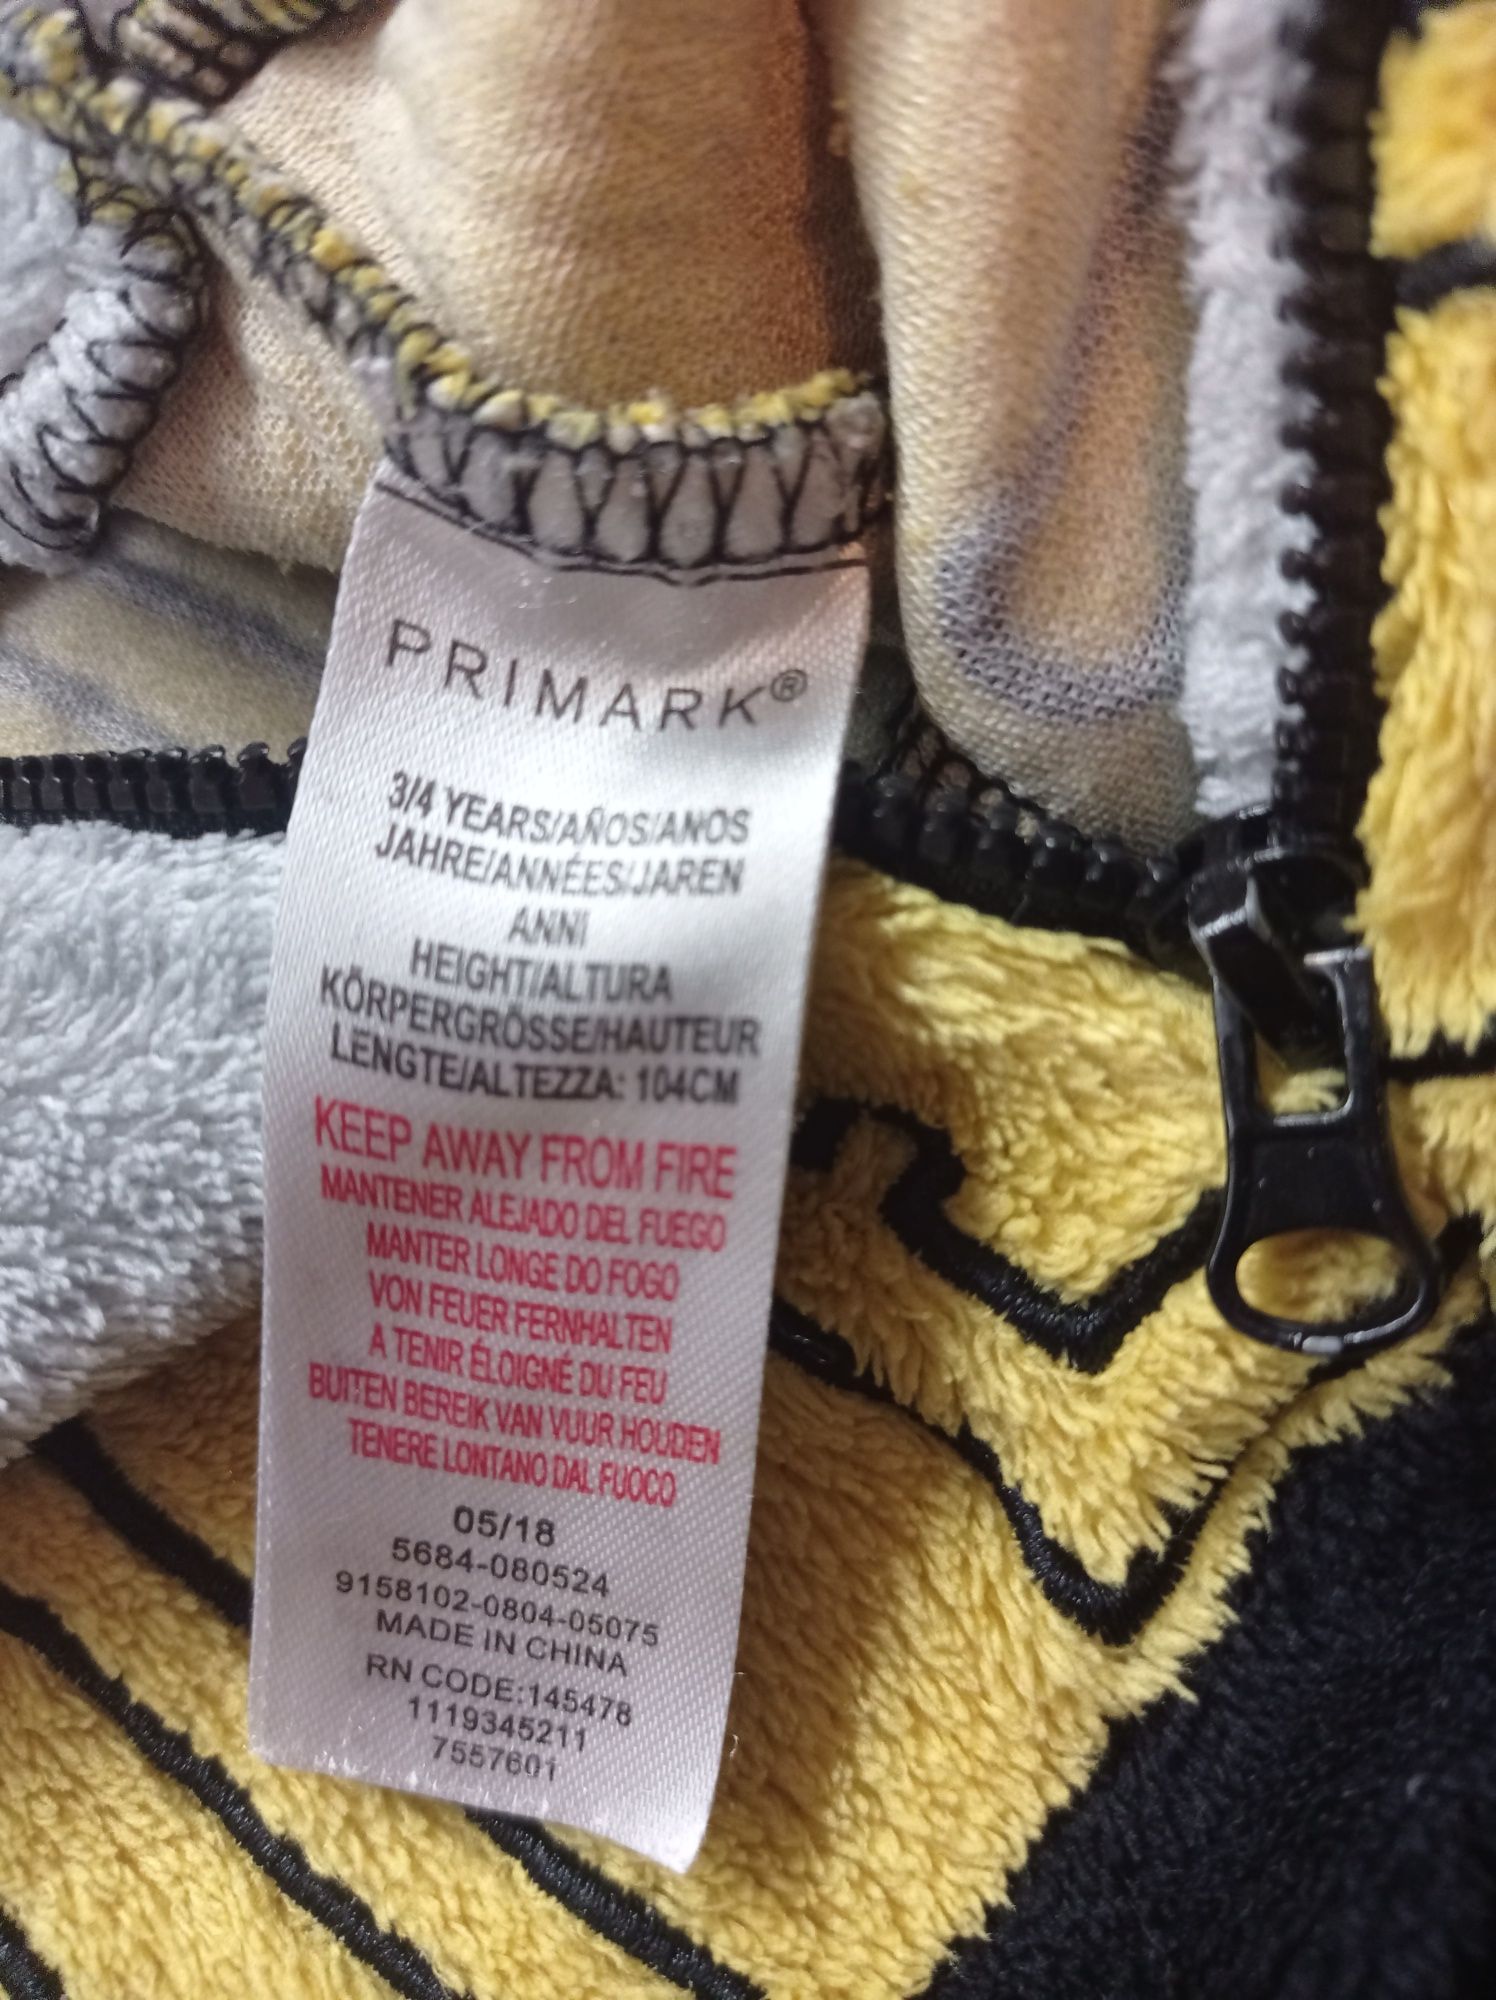 PRIMARK®
3/4 YEARS/AÑOS/ANOS
JAHRE/ANNÉES/JAREN
ANNI
HEIGHT/ALTURA
KÖRPERGRÖSSE/HAUTEUR
LENGTE/ALTEZZA: 104CM
KEEP AWAY FROM FIRE
MANTENER ALEJADO DEL FUEGO
MANTER LONGE DO FOGO
VON FEUER FERNHALTEN
A TENIR ÉLOIGNÉ DU FEU
BUITEN BEREIK VAN VUUR HOUDEN
TENERE LONTANO DAL FUOCO
05/18
5684-080524
9158102-0804-05075
MADE IN CHINA
RN CODE:145478
1119345211
7557601